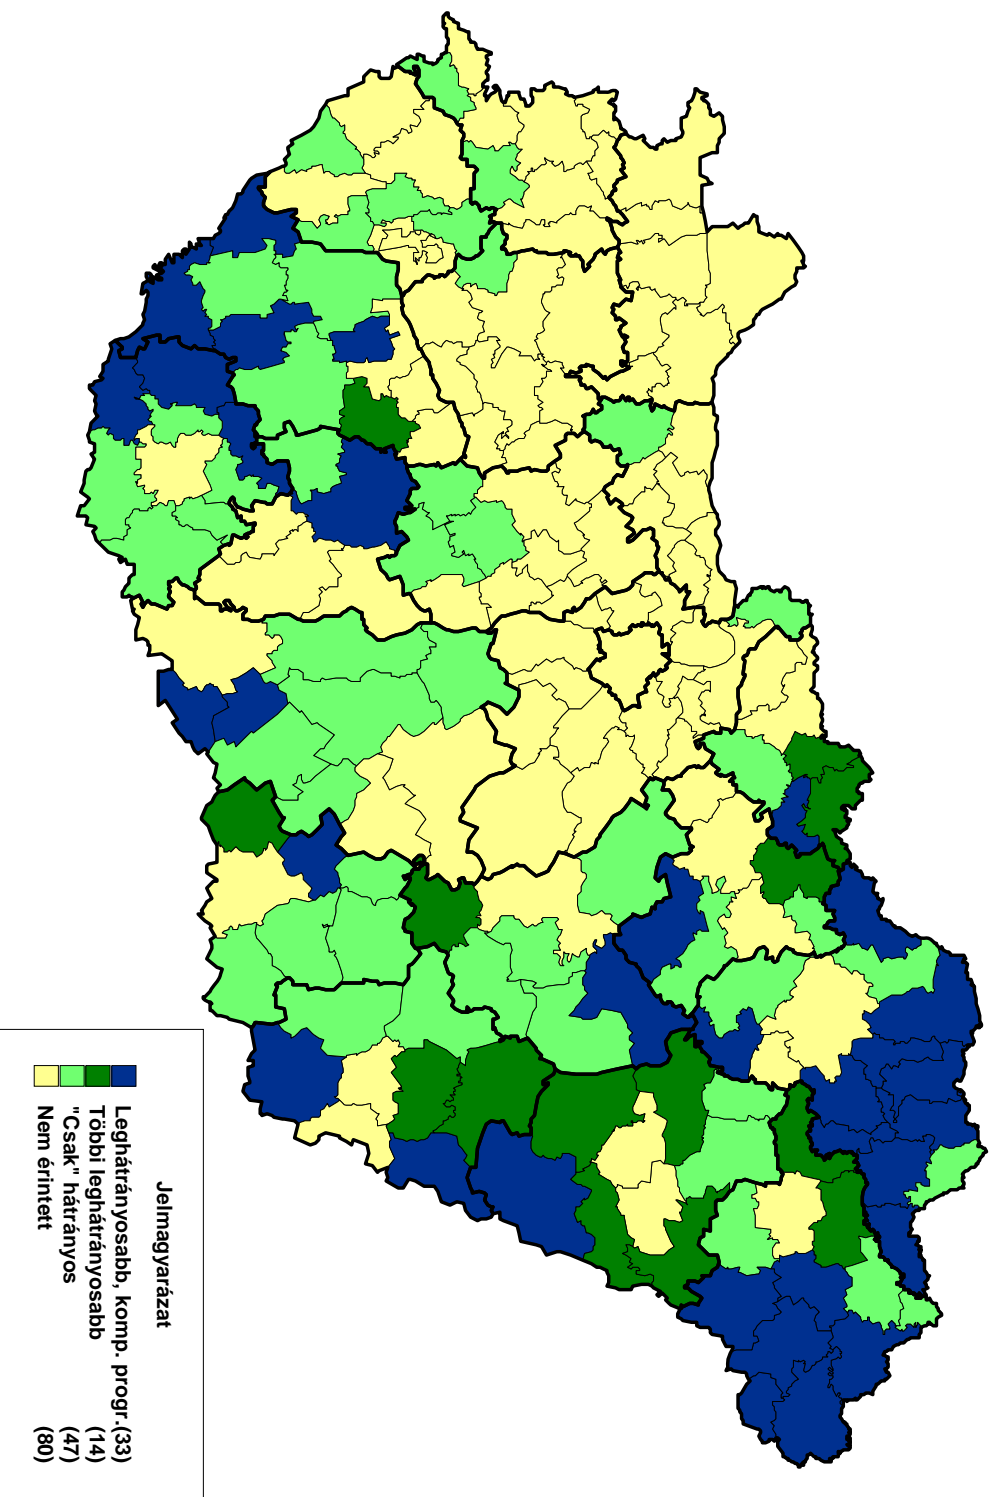 Jelmagyarázat
Leghátrányosabb, komp. progr.(33)
Többi leghátrányosabb (14)
"Csak" hátrányos (47)
Nem érintett (80)